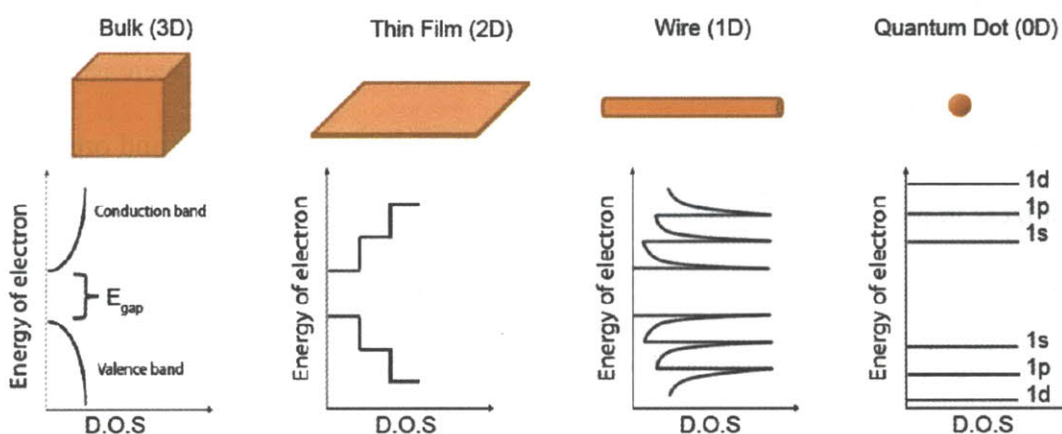 Bulk (3D)
Thin Film (2D)
Wire (1D)
Quantum Dot (0D)
Energy of electron
Conduction band
E gap
Valence band
D.O.S
Energy of electron
D.O.S
Energy of electron
D.O.S
Energy of electron
1d
1p
1s
1s
1p
1d
D.O.S